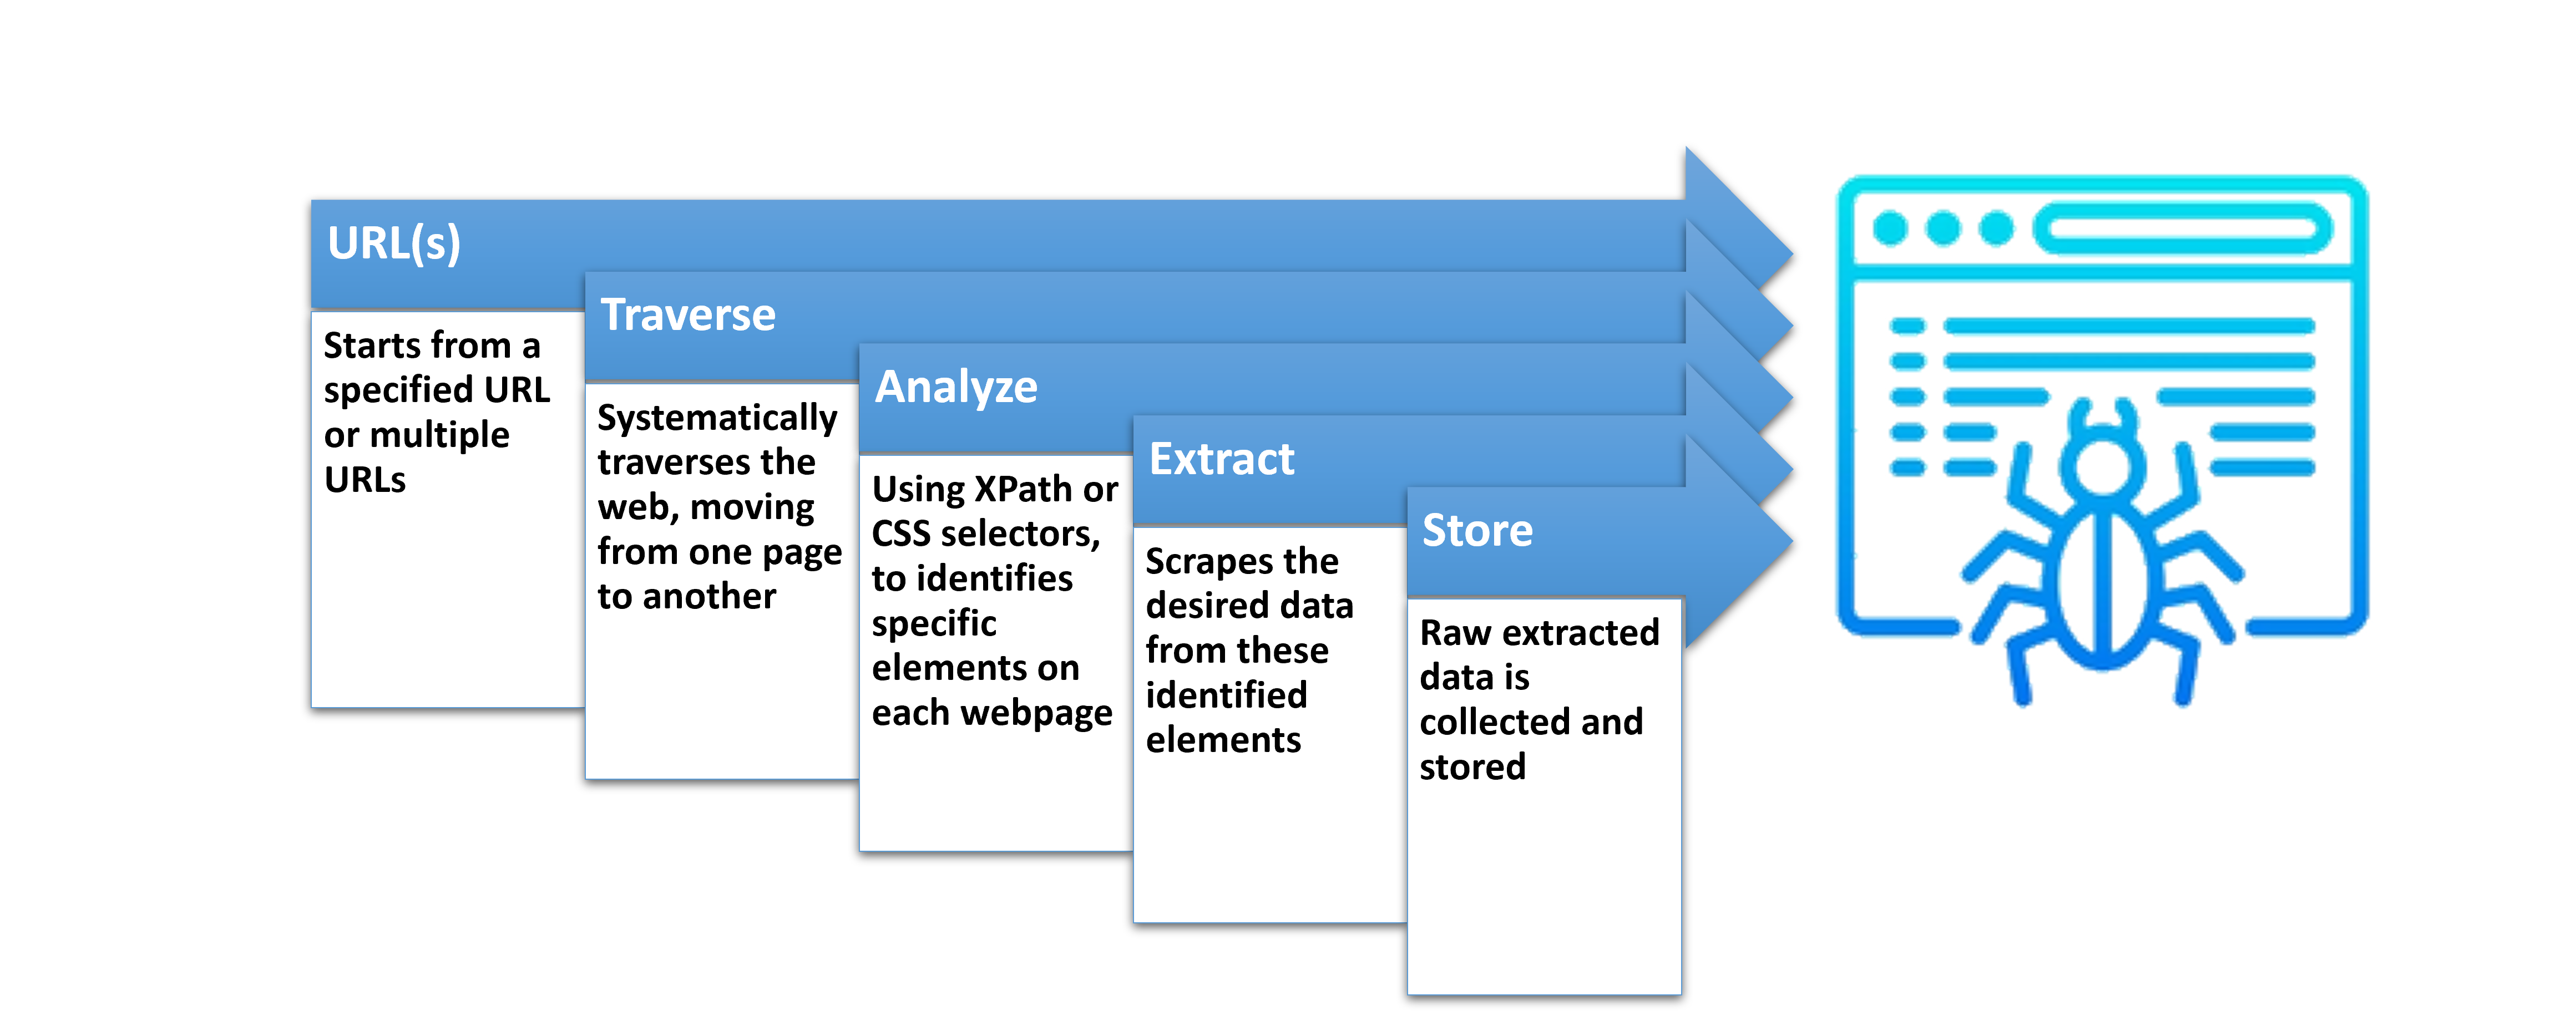 URL(s)
Starts from a
specified URL
or multiple
URLs
Traverse
Systematically
traverses the
web, moving
from one page
to another
Analyze
Using XPath or
CSS selectors,
to identifies
specific
elements on
each webpage
Extract
Scrapes the
desired data
from these
identified
elements
Store
Raw extracted
data is
collected and
stored